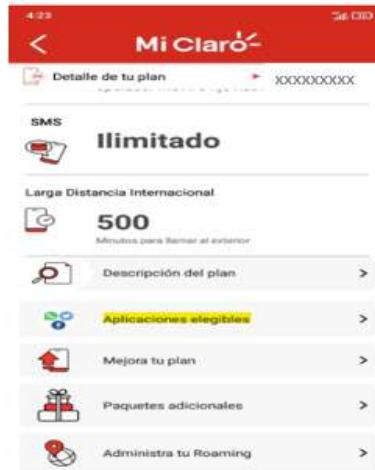 4:23
Mi Claro
Detalle de tu plan
XXXXXXXXX
SMS
Ilimitado
Larga Distancia Internacional
500
Minutos para llamar al exterior
Descripción del plan
Aplicaciones elegibles
Mejora tu plan
Paquetes adicionales
Administra tu Roaming